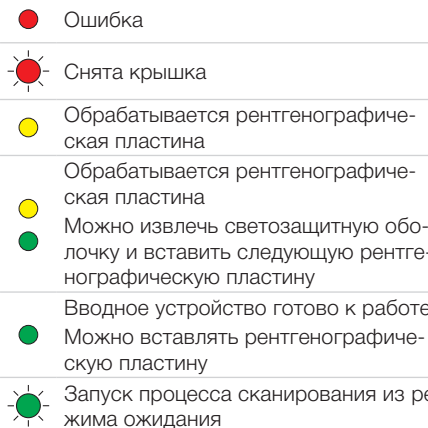 Ошибка
Снята крышка
Обрабатывается рентгенографиче-
ская пластина
Обрабатывается рентгенографиче-
ская пластина
Можно извлечь светозащитную обо-
лочку и вставить следующую рентге-
нографическую пластину
Вводное устройство готово к работе
Можно вставлять рентгенографиче-
скую пластину
Запуск процесса сканирования из ре
жима ожидания